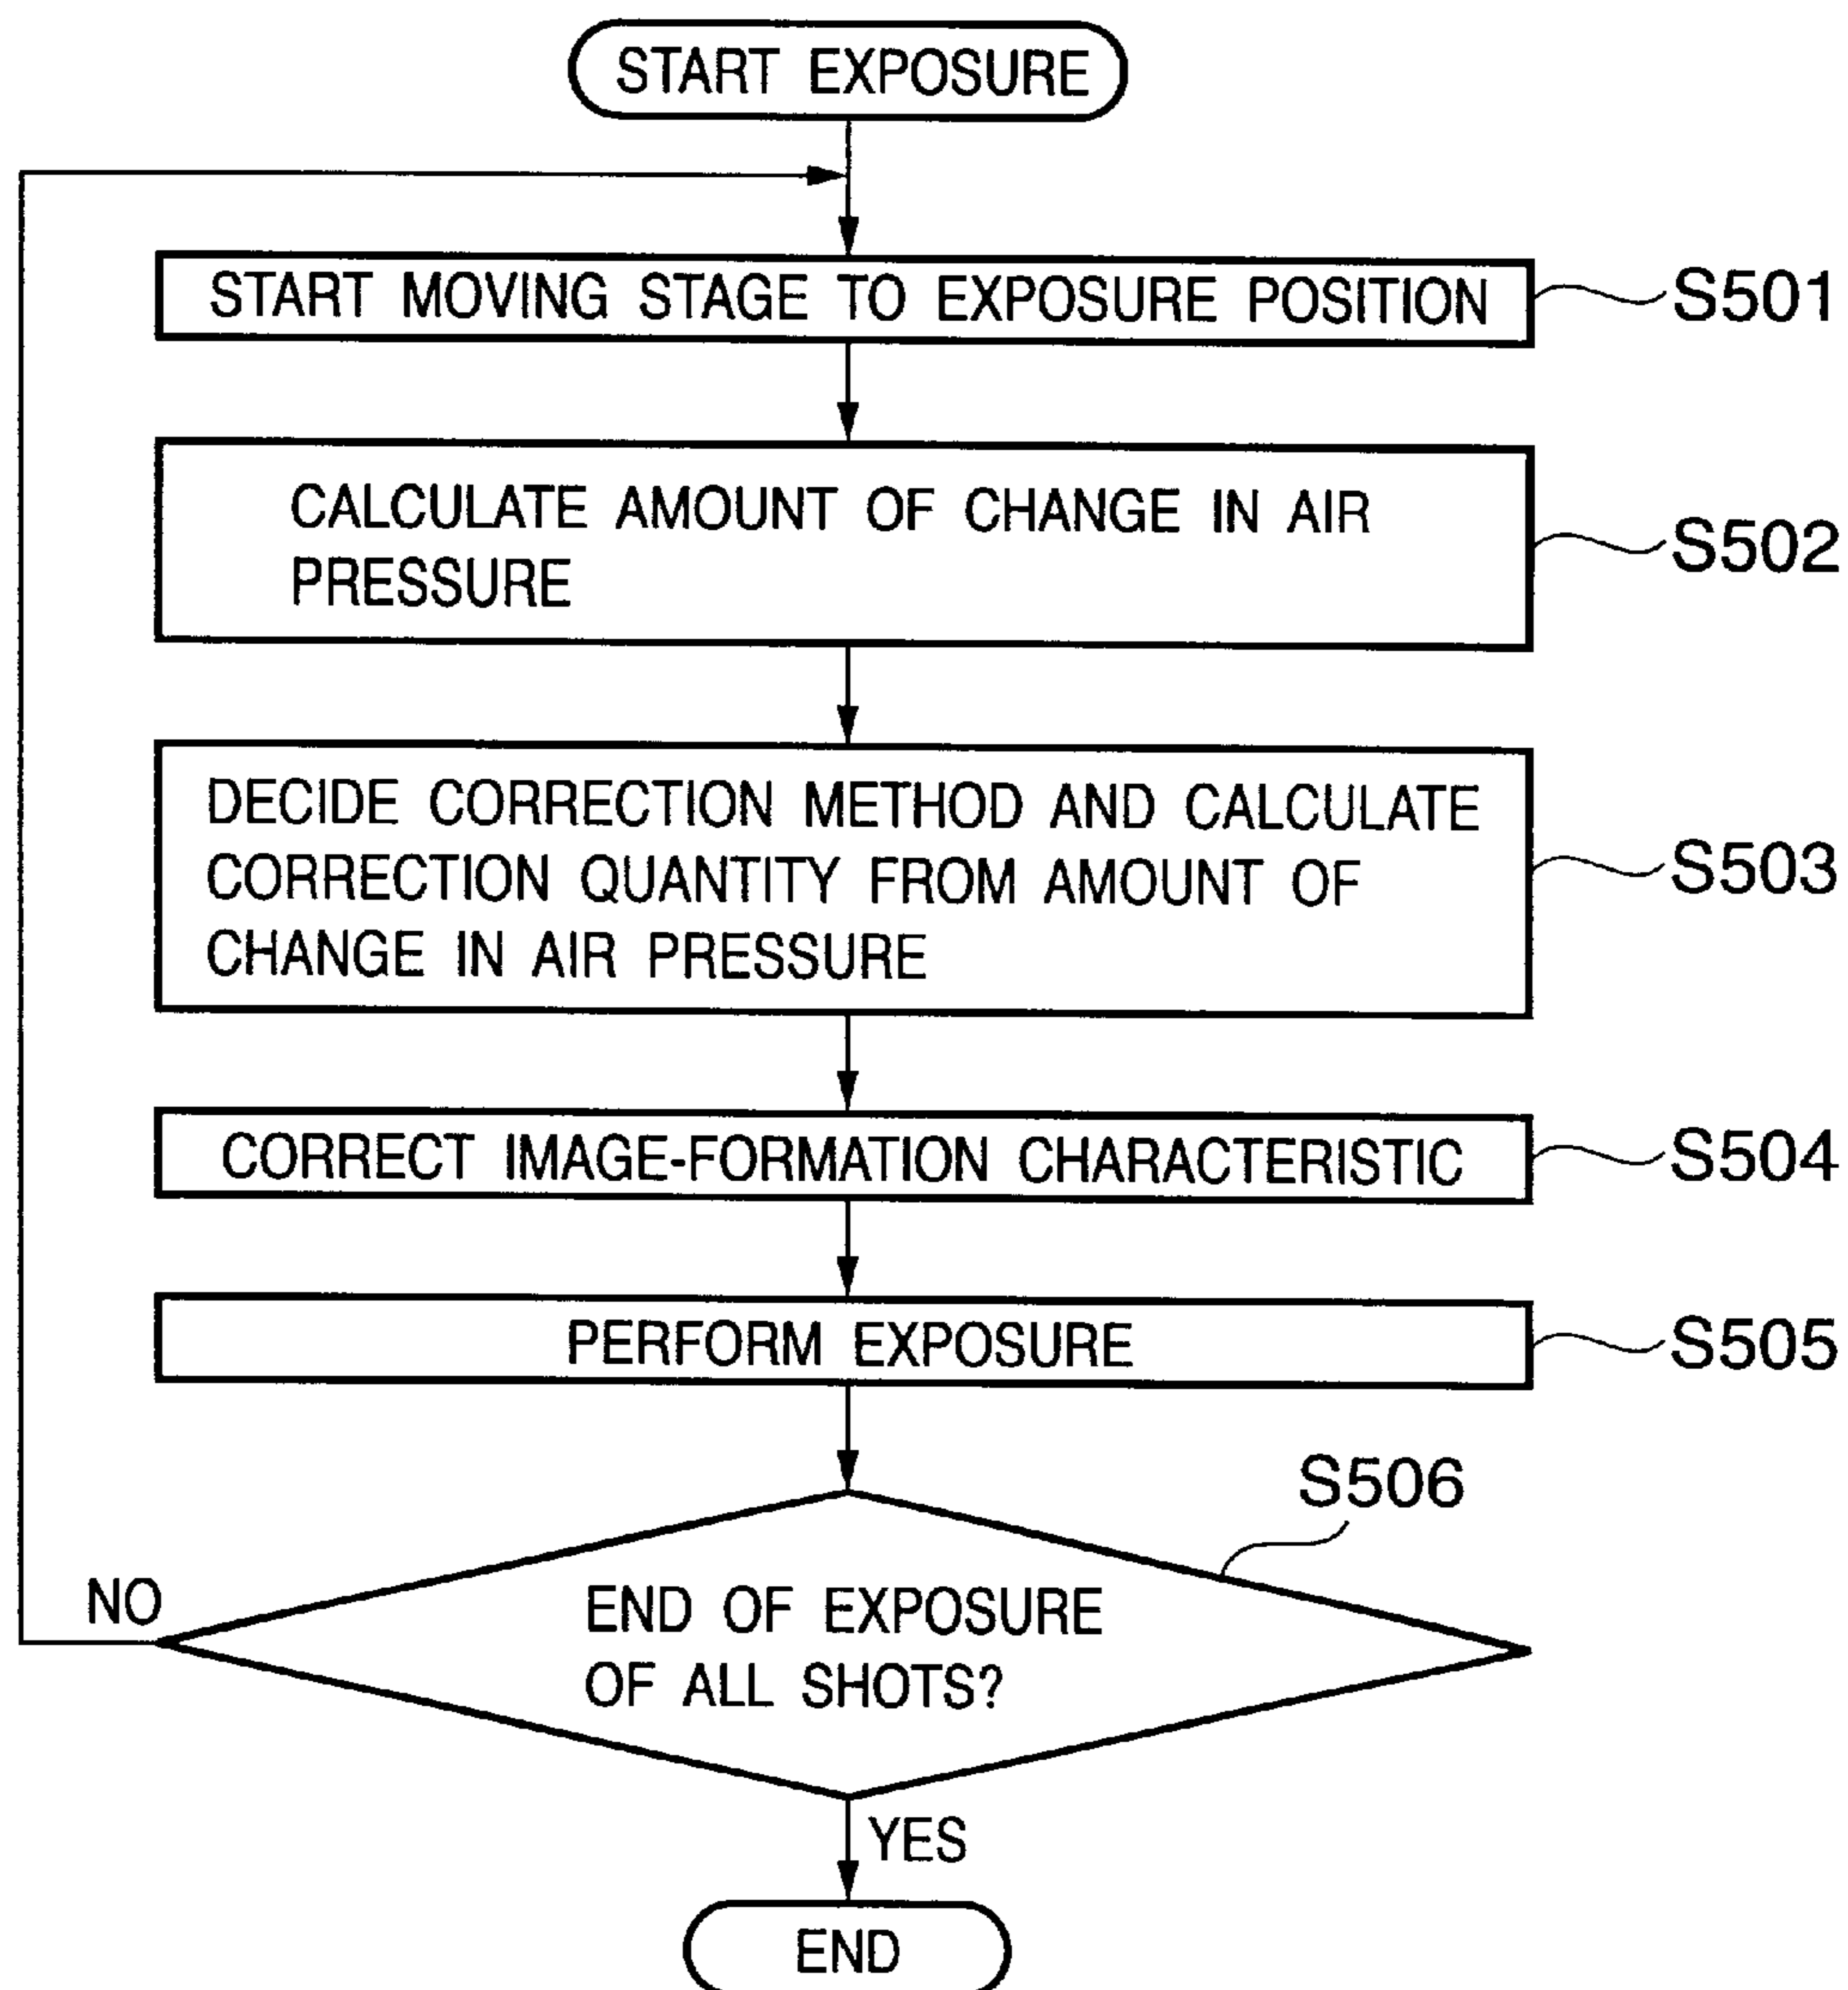 START EXPOSURE
START MOVING STAGE TO EXPOSURE POSITION
S501
CALCULATE AMOUNT OF CHANGE IN AIR
PRESSURE
S502
DECIDE CORRECTION METHOD AND CALCULATE
CORRECTION QUANTITY FROM AMOUNT OF
CHANGE IN AIR PRESSURE
S503
CORRECT IMAGE-FORMATION CHARACTERISTIC
S504
PERFORM EXPOSURE
S505
S506
END OF EXPOSURE
OF ALL SHOTS?
NO
YES
END